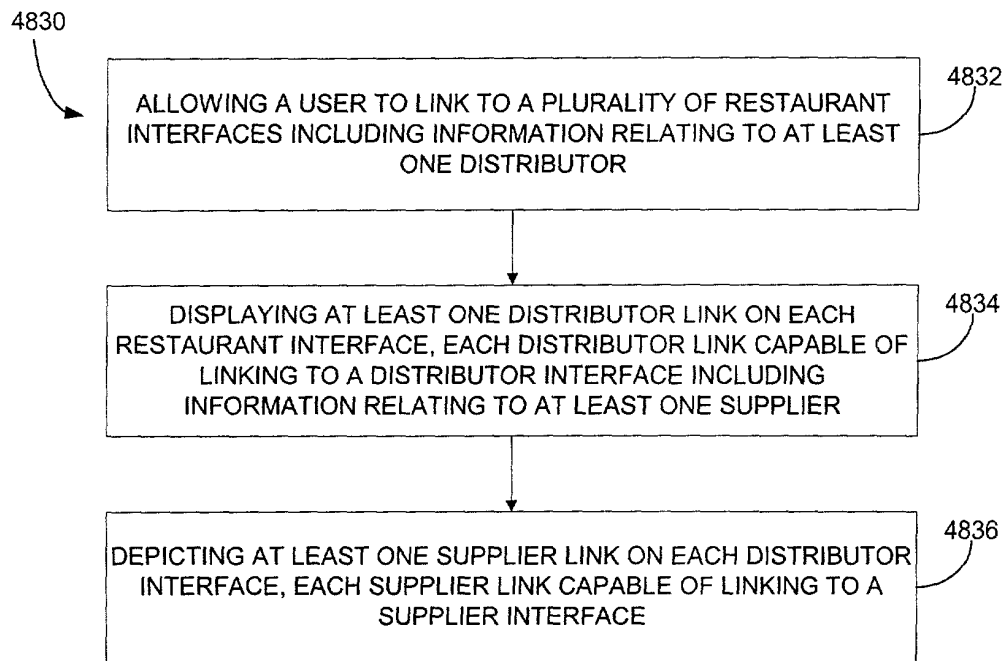 4830
4832
ALLOWING A USER TO LINK TO A PLURALITY OF RESTAURANT
INTERFACES INCLUDING INFORMATION RELATING TO AT LEAST
ONE DISTRIBUTOR
4834
DISPLAYING AT LEAST ONE DISTRIBUTOR LINK ON EACH
RESTAURANT INTERFACE, EACH DISTRIBUTOR LINK CAPABLE OF
LINKING TO A DISTRIBUTOR INTERFACE INCLUDING
INFORMATION RELATING TO AT LEAST ONE SUPPLIER
4836
DEPICTING AT LEAST ONE SUPPLIER LINK ON EACH DISTRIBUTOR
INTERFACE, EACH SUPPLIER LINK CAPABLE OF LINKING TO A
SUPPLIER INTERFACE